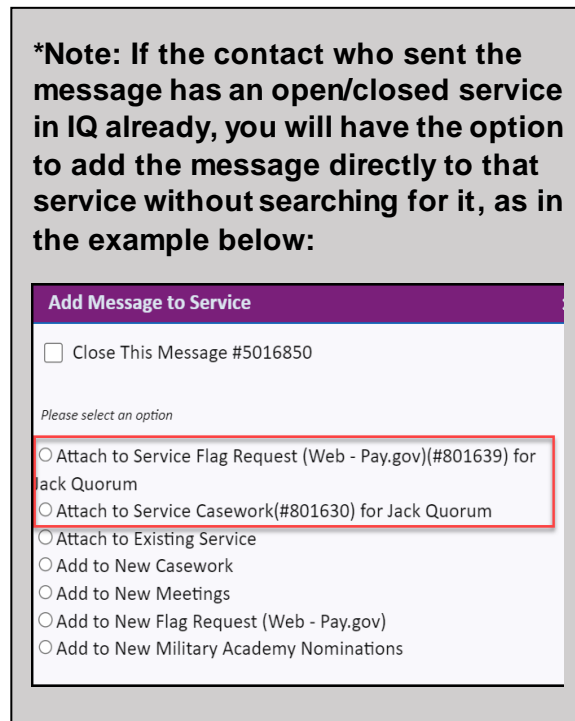 *Note: If the contact who sent the
message has an open/closed service
in IQ already, you will have the option
to add the message directly to that
service without searching for it, as in
the example below:
Add Message to Service
Close This Message #5016850
Please select an option
Attach to Service Flag Request (Web - Pay.gov)(#801639) for
Jack Quorum
Attach to Service Casework(#801630) for Jack Quorum
Attach to Existing Service
Add to New Casework
Add to New Meetings
Add to New Flag Request (Web - Pay.gov)
Add to New Military Academy Nominations